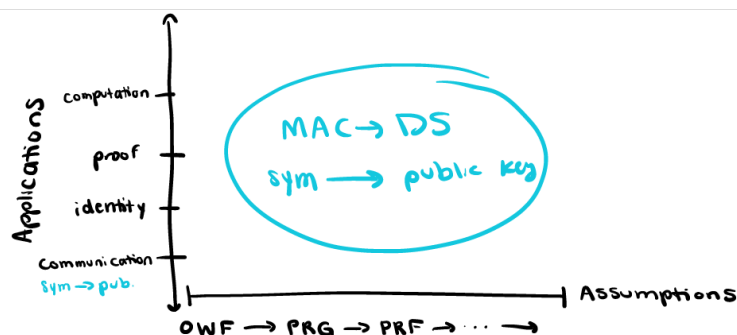 Applications
computation
proof
identity
communication
sym → pub.
MAC → DS
sym → public key
Assumptions
OWF → PRG → PRF → ... →